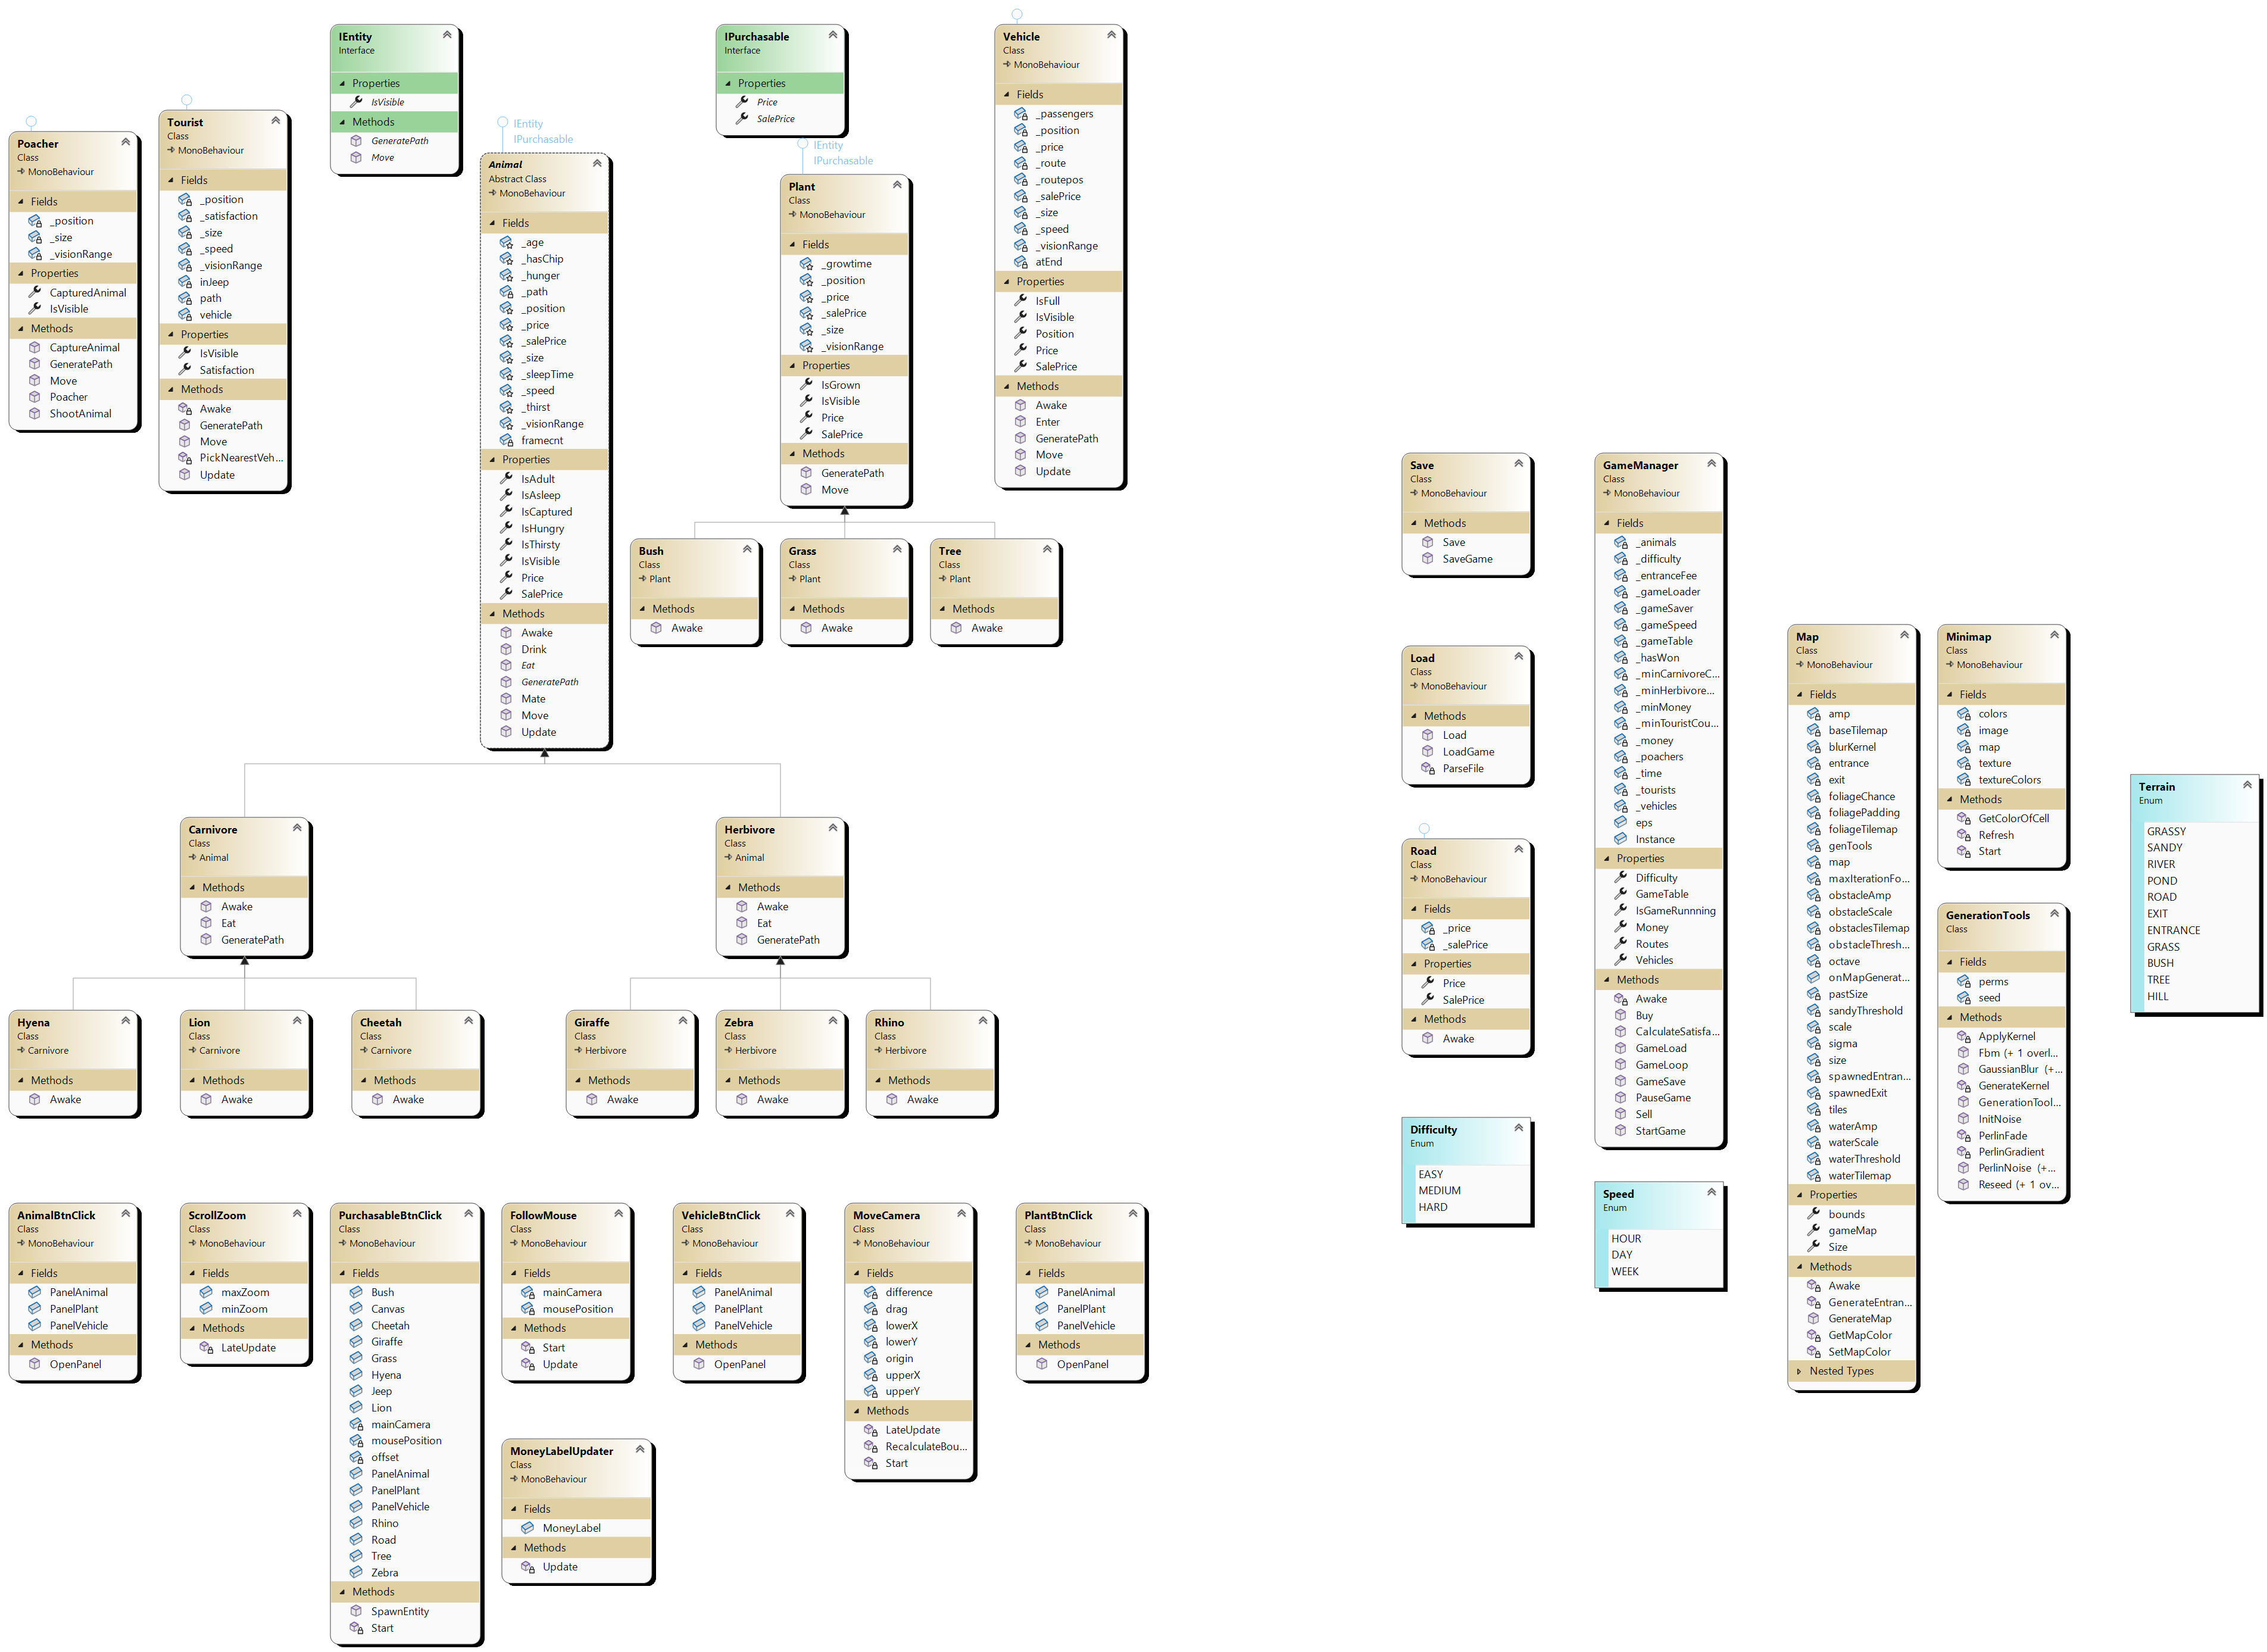 IEntity
Interface
Properties
IsVisible
Methods
GeneratePath
Move
IPurchasable
Interface
Properties
Price
SalePrice
Vehicle
Class
MonoBehaviour
Fields
_passengers
_position
_price
_route
_routepos
_salePrice
_size
_speed
_visionRange
atEnd
Properties
IsFull
IsVisible
Position
Price
SalePrice
Methods
Awake
Enter
GeneratePath
Move
Update
Poacher
Class
MonoBehaviour
Fields
_position
_size
_visionRange
Properties
CapturedAnimal
IsVisible
Methods
CaptureAnimal
GeneratePath
Move
Poacher
ShootAnimal
Tourist
Class
MonoBehaviour
Fields
_position
_satisfaction
_size
_speed
_visionRange
inJeep
path
vehicle
Properties
IsVisible
Satisfaction
Methods
Awake
GeneratePath
Move
PickNearestVeh...
Update
IEntity
IPurchasable
Animal
Abstract Class
MonoBehaviour
Fields
_age
_hasChip
_hunger
_path
_position
_price
_salePrice
_size
_sleepTime
_speed
_thirst
_visionRange
framecnt
Properties
IsAdult
IsAsleep
IsCaptured
IsHungry
IsThirsty
IsVisible
Price
SalePrice
Methods
Awake
Drink
Eat
GeneratePath
Mate
Move
Update
IEntity
IPurchasable
Plant
Class
MonoBehaviour
Fields
_growtime
_position
_price
_salePrice
_size
_visionRange
Properties
IsGrown
IsVisible
Price
SalePrice
Methods
GeneratePath
Move
Bush
Class
Plant
Methods
Awake
Grass
Class
Plant
Methods
Awake
Tree
Class
Plant
Methods
Awake
Carnivore
Class
Animal
Methods
Awake
Eat
GeneratePath
Herbivore
Class
Animal
Methods
Awake
Eat
GeneratePath
Hyena
Class
Carnivore
Methods
Awake
Lion
Class
Carnivore
Methods
Awake
Cheetah
Class
Carnivore
Methods
Awake
Giraffe
Class
Herbivore
Methods
Awake
Zebra
Class
Herbivore
Methods
Awake
Rhino
Class
Herbivore
Methods
Awake
AnimalBtnClick
Class
MonoBehaviour
Fields
PanelAnimal
PanelPlant
PanelVehicle
Methods
OpenPanel
ScrollZoom
Class
MonoBehaviour
Fields
maxZoom
minZoom
Methods
LateUpdate
PurchasableBtnClick
Class
MonoBehaviour
Fields
Bush
Canvas
Cheetah
Giraffe
Grass
Hyena
Jeep
Lion
mainCamera
mousePosition
offset
PanelAnimal
PanelPlant
PanelVehicle
Rhino
Road
Tree
Zebra
Methods
SpawnEntity
Start
FollowMouse
Class
MonoBehaviour
Fields
mainCamera
mousePosition
Methods
Start
Update
MoneyLabelUpdater
Class
MonoBehaviour
Fields
MoneyLabel
Methods
Update
VehicleBtnClick
Class
MonoBehaviour
Fields
PanelAnimal
PanelPlant
PanelVehicle
Methods
OpenPanel
MoveCamera
Class
MonoBehaviour
Fields
difference
drag
lowerX
lowerY
origin
upperX
upperY
Methods
LateUpdate
RecalculateBou...
Start
PlantBtnClick
Class
MonoBehaviour
Fields
PanelAnimal
PanelPlant
PanelVehicle
Methods
OpenPanel
Save
Class
MonoBehaviour
Methods
Save
SaveGame
Load
Class
MonoBehaviour
Methods
Load
LoadGame
ParseFile
Road
Class
MonoBehaviour
Fields
_price
_salePrice
Properties
Price
SalePrice
Methods
Awake
Difficulty
Enum
EASY
MEDIUM
HARD
GameManager
Class
MonoBehaviour
Fields
_animals
_difficulty
_entranceFee
_gameLoader
_gameSaver
_gameSpeed
_gameTable
_hasWon
_minCarnivoreC...
_minHerbivore...
_minMoney
_minTouristCou...
_money
_poachers
_time
_tourists
_vehicles
eps
Instance
Properties
Difficulty
GameTable
IsGameRunnning
Money
Routes
Vehicles
Methods
Awake
Buy
CalculateSatisfa...
GameLoad
GameLoop
GameSave
PauseGame
Sell
StartGame
Speed
Enum
HOUR
DAY
WEEK
Map
Class
MonoBehaviour
Fields
amp
baseTilemap
blurKernel
entrance
exit
foliageChance
foliagePadding
foliageTilemap
genTools
map
maxIterationFo...
obstacleAmp
obstacleScale
obstaclesTilemap
obstacleThresh...
octave
onMapGenerat...
pastSize
sandyThreshold
scale
sigma
size
spawnedEntran...
spawnedExit
tiles
waterAmp
waterScale
waterThreshold
waterTilemap
Properties
bounds
gameMap
Size
Methods
Awake
GenerateEntran...
GenerateMap
GetMapColor
SetMapColor
Nested Types
Minimap
Class
MonoBehaviour
Fields
colors
image
map
texture
textureColors
Methods
GetColorOfCell
Refresh
Start
GenerationTools
Class
Fields
perms
seed
Methods
ApplyKernel
Fbm (+ 1 overl...
GaussianBlur (+...
GenerateKernel
GenerationTool...
InitNoise
PerlinFade
PerlinGradient
PerlinNoise (+...
Reseed (+ 1 ov...
Terrain
Enum
GRASSY
SANDY
RIVER
POND
ROAD
EXIT
ENTRANCE
GRASS
BUSH
TREE
HILL